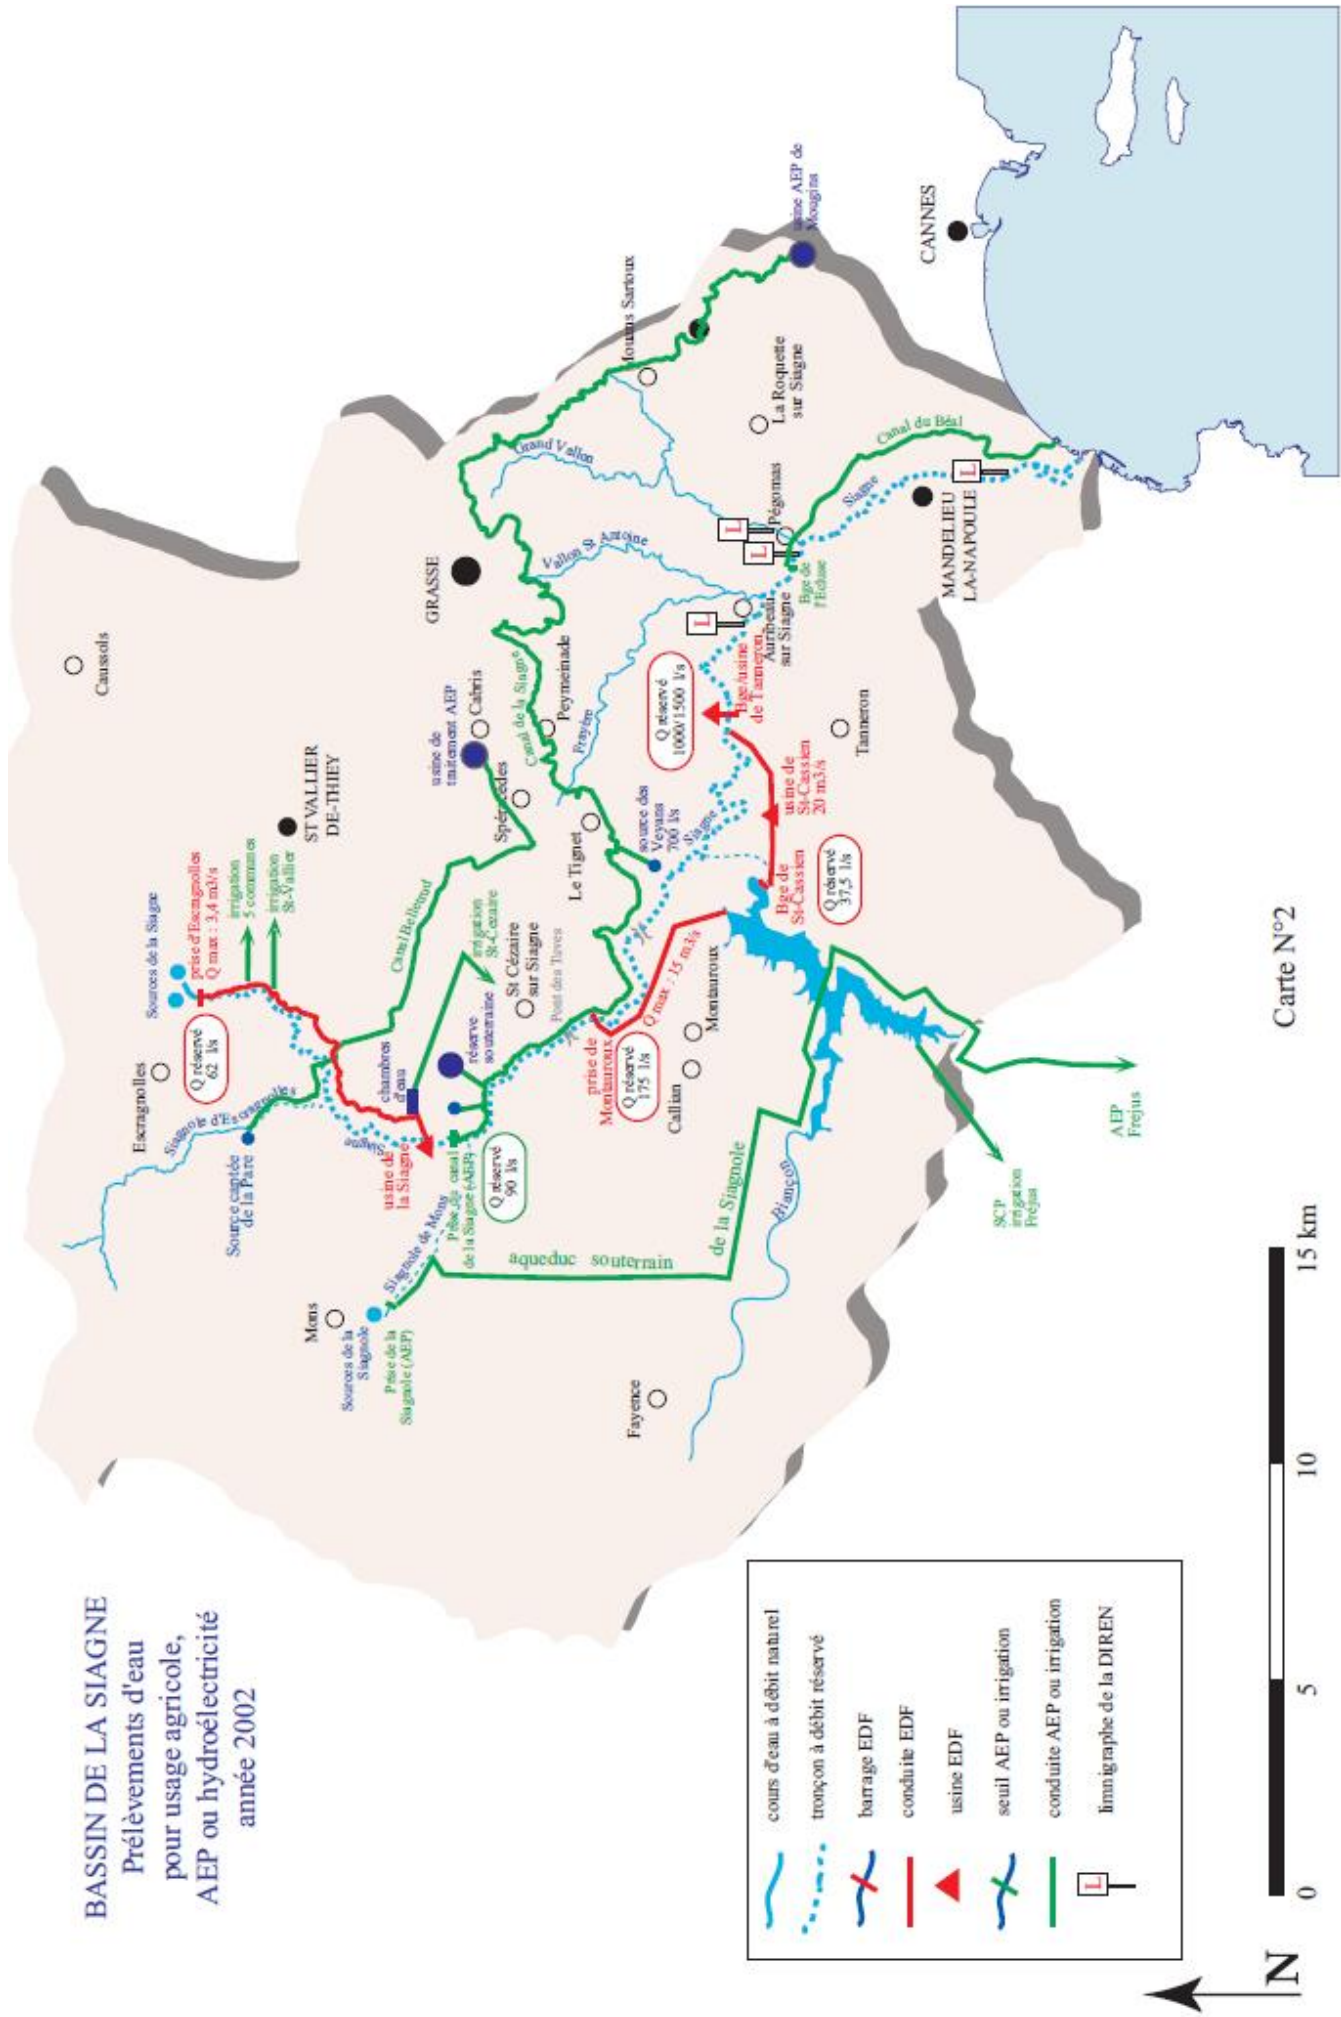 BASSIN DE LA SIAGNE
Prélèvements d'eau
pour usage agricole,
AEP ou hydroélectricité
année 2002
Caussols
Sources de la Siagne
prise d'Escragnolles
Q max : 3,4 m3/s
irrigation
5 communes
irrigation
St-Vallier
ST VALLIER
DE-THIEY
Escragnolles
Q réservé
62 l/s
Siagnole d'Escragnolles
Source captée
de la Pare
Siagne
Canal Belletrud
chambres
d'eau
usine de
la Siagne
irrigation
St-Cézaire
réserve
souterraine
St Cézaire
sur Siagne
Pont des Tuves
Prise du canal
de la Siagne (AEP)
Q réservé
90 l/s
Mons
Sources de la
Siagnole
Prise de la
Siagnole (AEP)
Siagnole de Mons
aqueduc souterrain
de la Siagnole
Fayence
Biançon
Callian
Montauroux
prise de
Montauroux
Q réservé
175 l/s
Q max : 15 m3/s
GRASSE
usine de
traitement AEP
Cabris
Spéracèdes
Canal de la Siagne
Peymeinade
Le Tignet
Frayère
source des
Veyans
700 l/s
Siagne
Vallon St Antoine
Grand Vallon
Mouans Sartoux
usine AEP de
Mougins
La Roquette
sur Siagne
CANNES
Pégomas
L
L
L
L
Canal du Béal
Siagne
Bge de
l'Ecluse
Auribeau
sur Siagne
MANDELIEU
LA-NAPOULE
Q réservé
1000/1500 l/s
Bge/usine
de Tanneron
Tanneron
usine de
St-Cassien
20 m3/s
Bge de
St-Cassien
Q réservé
37,5 l/s
AEP
Fréjus
SCP
irrigation
Fréjus
cours d'eau à débit naturel
tronçon à débit réservé
barrage EDF
conduite EDF
usine EDF
seuil AEP ou irrigation
conduite AEP ou irrigation
L
limnigraphe de la DIREN
N
0
5
10
15 km
Carte N°2